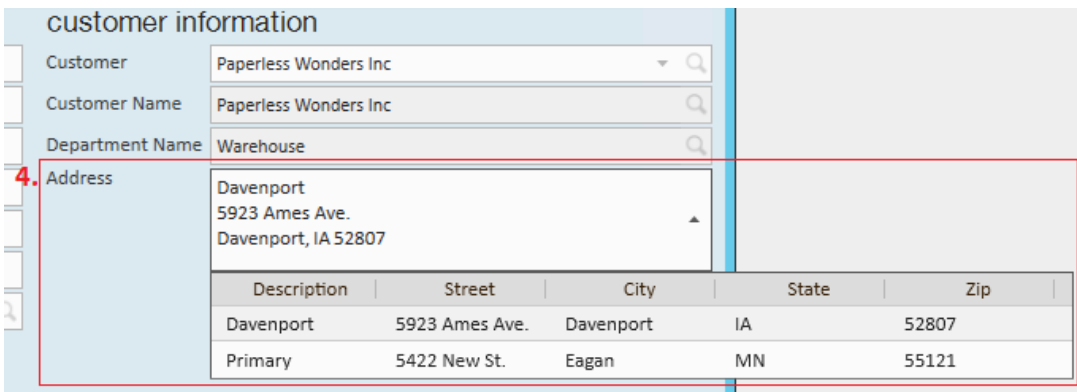 customer information
Customer Paperless Wonders Inc
Customer Name Paperless Wonders Inc
Department Name Warehouse
4. Address Davenport
5923 Ames Ave.
Davenport, IA 52807
Description Street City State Zip
Davenport 5923 Ames Ave. Davenport IA 52807
Primary 5422 New St. Eagan MN 55121